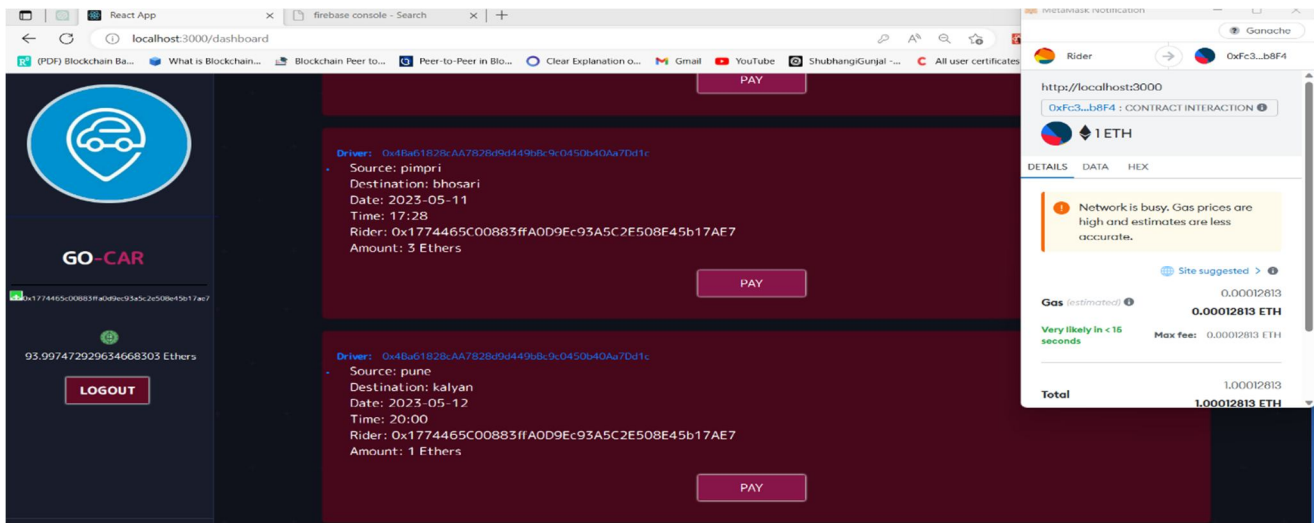 React App
firebase console - Search
MetaMask Notification
localhost:3000/dashboard
(PDF) Blockchain Ba...
What is Blockchain...
Blockchain Peer to...
Peer-to-Peer in Blo...
Clear Explanation o...
Gmail
YouTube
ShubhangiGunjal -...
All user certificates
GO-CAR
0x1774465c00883ffa0d9ec93a5c2e508e45b17ae7
93.997472929634668303 Ethers
LOGOUT
PAY
Driver: 0x4Ba61828cAA7828d9d449bBc9c0450b40Aa7Dd1c
Source: pimpri
Destination: bhosari
Date: 2023-05-11
Time: 17:28
Rider: 0x1774465C00883ffA0D9Ec93A5C2E508E45b17AE7
Amount: 3 Ethers
PAY
Driver: 0x4Ba61828cAA7828d9d449bBc9c0450b40Aa7Dd1c
Source: pune
Destination: kalyan
Date: 2023-05-12
Time: 20:00
Rider: 0x1774465C00883ffA0D9Ec93A5C2E508E45b17AE7
Amount: 1 Ethers
PAY
Ganache
Rider
0xFc3...b8F4
http://localhost:3000
0xFc3...b8F4 : CONTRACT INTERACTION
1 ETH
DETAILS DATA HEX
Network is busy. Gas prices are
high and estimates are less
accurate.
Site suggested >
0.00012813
Gas (estimated)
0.00012813 ETH
Very likely in < 15
seconds
Max fee: 0.00012813 ETH
1.00012813
Total
1.00012813 ETH